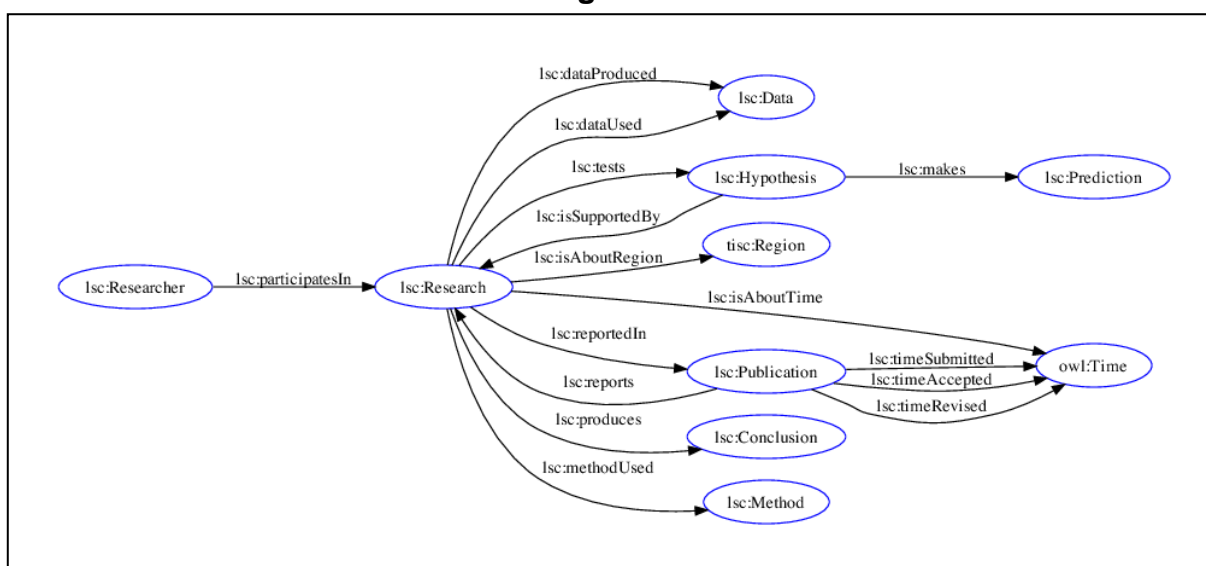 lsc:dataProduced
lsc:Data
lsc:dataUsed
lsc:tests
lsc:Hypothesis
lsc:makes
lsc:Prediction
lsc:isSupportedBy
tisc:Region
lsc:isAboutRegion
lsc:Researcher
lsc:participatesIn
lsc:Research
lsc:isAboutTime
lsc:reportedIn
lsc:Publication
lsc:timeSubmitted
owl:Time
lsc:timeAccepted
lsc:reports
lsc:timeRevised
lsc:produces
lsc:Conclusion
lsc:methodUsed
lsc:Method